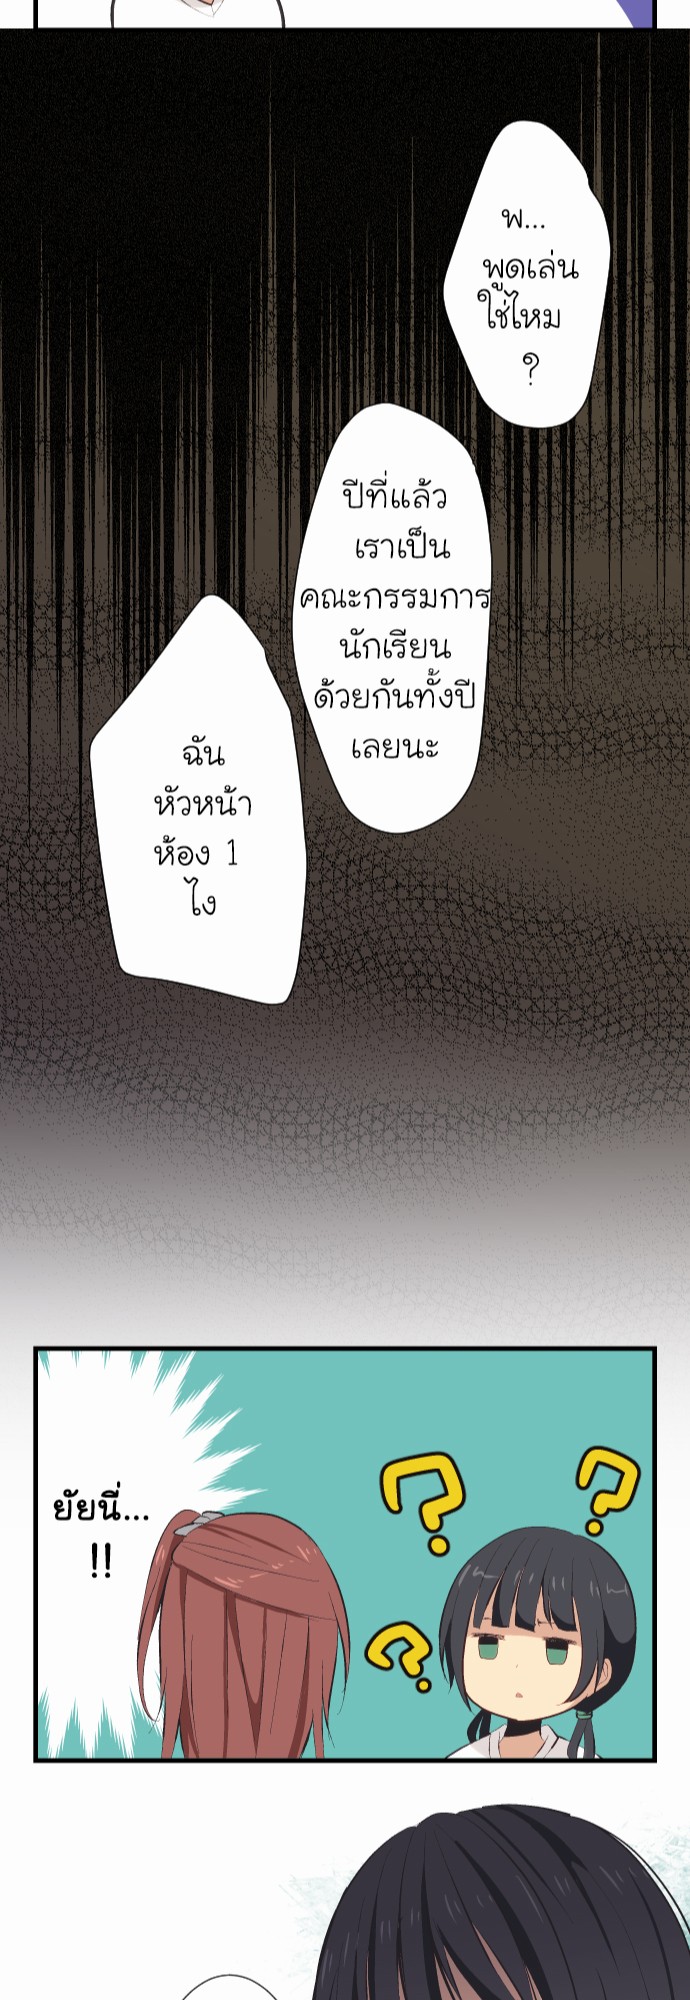 พ...
พูดเล่น
ใช่ไหม
?
ปีที่แล้ว
เราเป็น
คณะกรรมการ
นักเรียน
ด้วยกันทั้งปี
เลยนะ
ฉัน
หัวหน้า
ห้อง 1
ไง
ยัยนี่...
!!
?
?
?